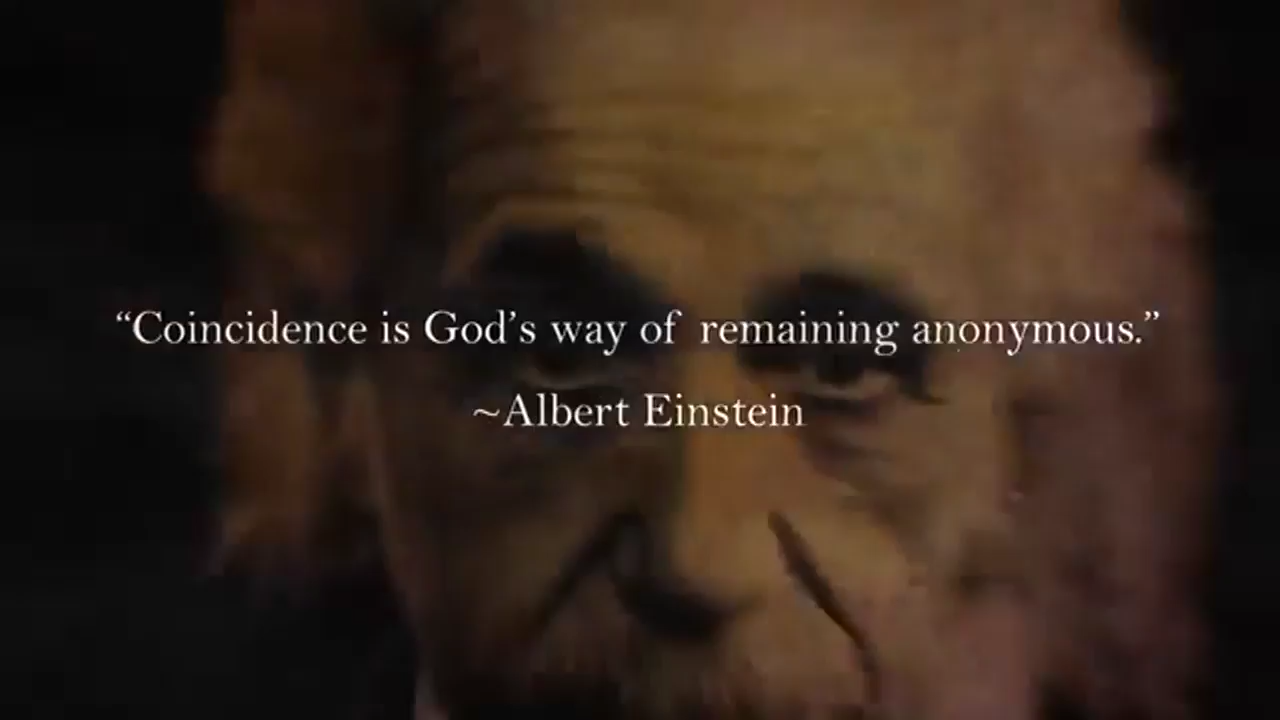 “Coincidence is God’s way of remaining anonymous.”
~Albert Einstein